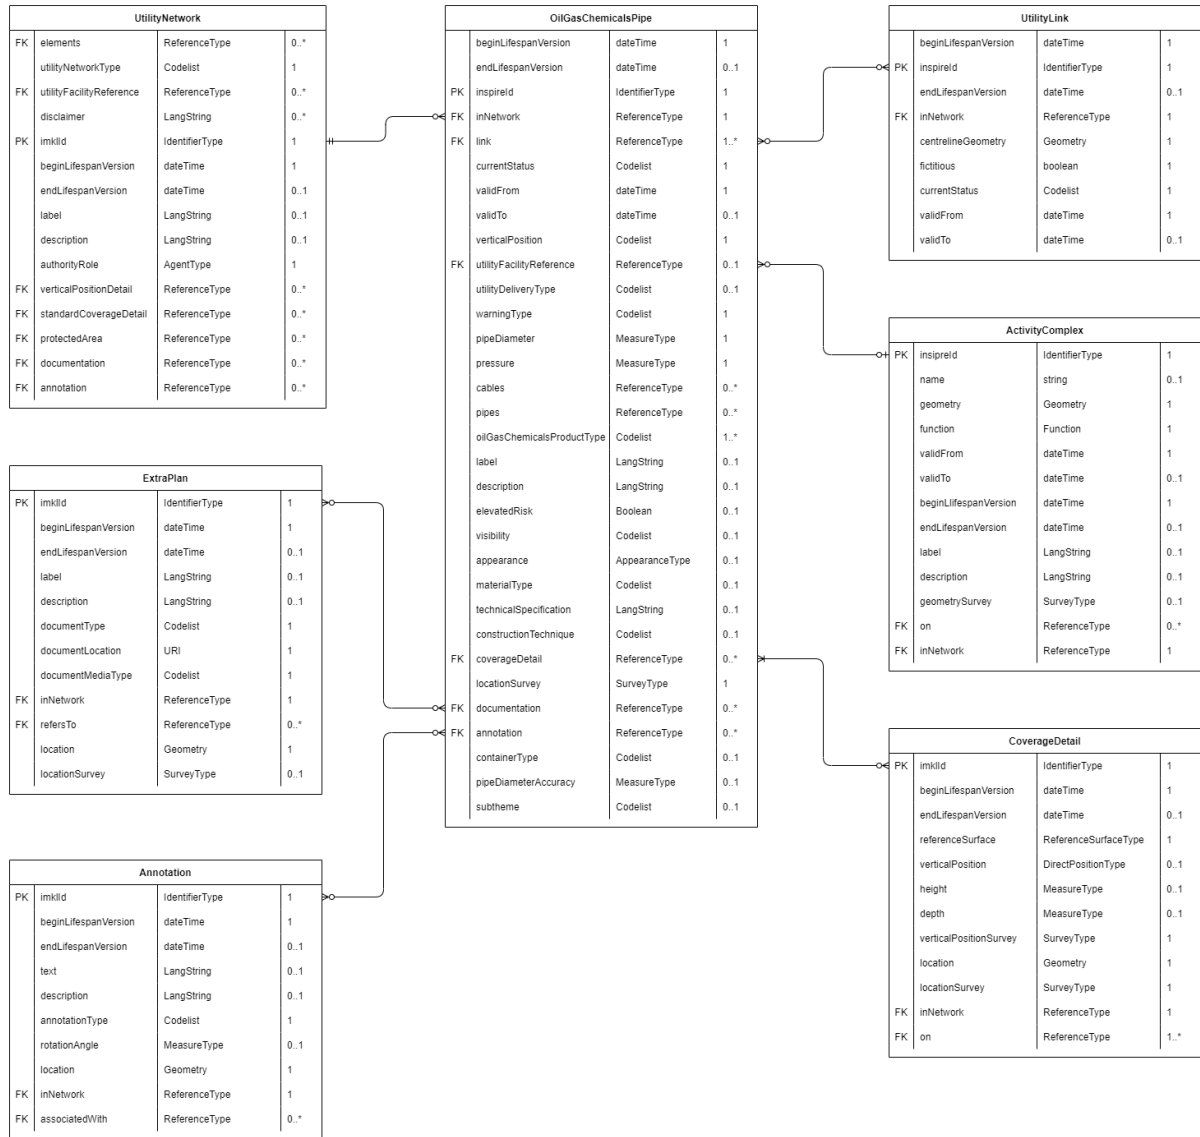 UtilityNetwork
FK elements ReferenceType 0..*
utilityNetworkType Codelist 1
FK utilityFacilityReference ReferenceType 0..*
disclaimer LangString 0..*
PK imklId IdentifierType 1
beginLifespanVersion dateTime 1
endLifespanVersion dateTime 0..1
label LangString 0..1
description LangString 0..1
authorityRole AgentType 1
FK verticalPositionDetail ReferenceType 0..*
FK standardCoverageDetail ReferenceType 0..*
FK protectedArea ReferenceType 0..*
FK documentation ReferenceType 0..*
FK annotation ReferenceType 0..*
ExtraPlan
PK imklId IdentifierType 1
beginLifespanVersion dateTime 1
endLifespanVersion dateTime 0..1
label LangString 0..1
description LangString 0..1
documentType Codelist 1
documentLocation URI 1
documentMediaType Codelist 1
FK inNetwork ReferenceType 1
FK refersTo ReferenceType 0..*
location Geometry 1
locationSurvey SurveyType 0..1
Annotation
PK imklId IdentifierType 1
beginLifespanVersion dateTime 1
endLifespanVersion dateTime 0..1
text LangString 0..1
description LangString 0..1
annotationType Codelist 1
rotationAngle MeasureType 0..1
location Geometry 1
FK inNetwork ReferenceType 1
FK associatedWith ReferenceType 0..*
OilGasChemicalsPipe
beginLifespanVersion dateTime 1
endLifespanVersion dateTime 0..1
PK inspireId IdentifierType 1
FK inNetwork ReferenceType 1
FK link ReferenceType 1..*
currentStatus Codelist 1
validFrom dateTime 1
validTo dateTime 0..1
verticalPosition Codelist 1
FK utilityFacilityReference ReferenceType 0..1
utilityDeliveryType Codelist 0..1
warningType Codelist 1
pipeDiameter MeasureType 1
pressure MeasureType 1
cables ReferenceType 0..*
pipes ReferenceType 0..*
oilGasChemicalsProductType Codelist 1..*
label LangString 0..1
description LangString 0..1
elevatedRisk Boolean 0..1
visibility Codelist 0..1
appearance AppearanceType 0..1
materialType Codelist 0..1
technicalSpecification LangString 0..1
constructionTechnique Codelist 0..1
FK coverageDetail ReferenceType 0..*
locationSurvey SurveyType 1
FK documentation ReferenceType 0..*
FK annotation ReferenceType 0..*
containerType Codelist 0..1
pipeDiameterAccuracy MeasureType 0..1
subtheme Codelist 0..1
UtilityLink
beginLifespanVersion dateTime 1
PK inspireId IdentifierType 1
endLifespanVersion dateTime 0..1
FK inNetwork ReferenceType 1
centrelineGeometry Geometry 1
fictitious boolean 1
currentStatus Codelist 1
validFrom dateTime 1
validTo dateTime 0..1
ActivityComplex
PK insipreId IdentifierType 1
name string 0..1
geometry Geometry 1
function Function 1
validFrom dateTime 1
validTo dateTime 0..1
beginLlifespanVersion dateTime 1
endLifespanVersion dateTime 0..1
label LangString 0..1
description LangString 0..1
geometrySurvey SurveyType 0..1
FK on ReferenceType 0..*
FK inNetwork ReferenceType 1
CoverageDetail
PK imklId IdentifierType 1
beginLifespanVersion dateTime 1
endLifespanVersion dateTime 0..1
referenceSurface ReferenceSurfaceType 1
verticalPosition DirectPositionType 0..1
height MeasureType 0..1
depth MeasureType 0..1
verticalPositionSurvey SurveyType 1
location Geometry 1
locationSurvey SurveyType 1
FK inNetwork ReferenceType 1
FK on ReferenceType 1..*